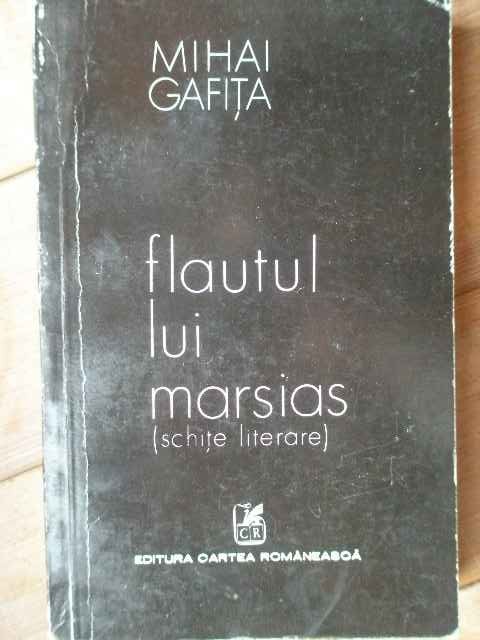 MIHAI
GAFIȚA
flautul
lui
marsias
(schițe literare)
CR
EDITURA CARTEA ROMÂNEASCĂ